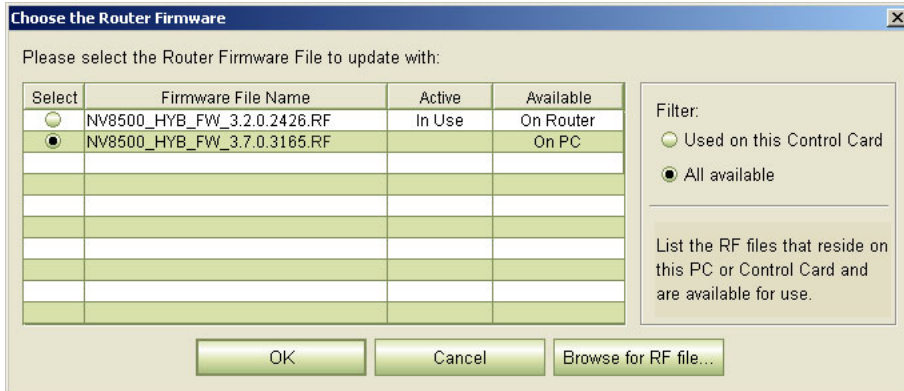 Choose the Router Firmware
Please select the Router Firmware File to update with:
Select Firmware File Name Active Available
NV8500_HYB_FW_3.2.0.2426.RF In Use On Router
NV8500_HYB_FW_3.7.0.3165.RF On PC
Filter:
Used on this Control Card
All available
List the RF files that reside on
this PC or Control Card and
are available for use.
OK Cancel Browse for RF file...